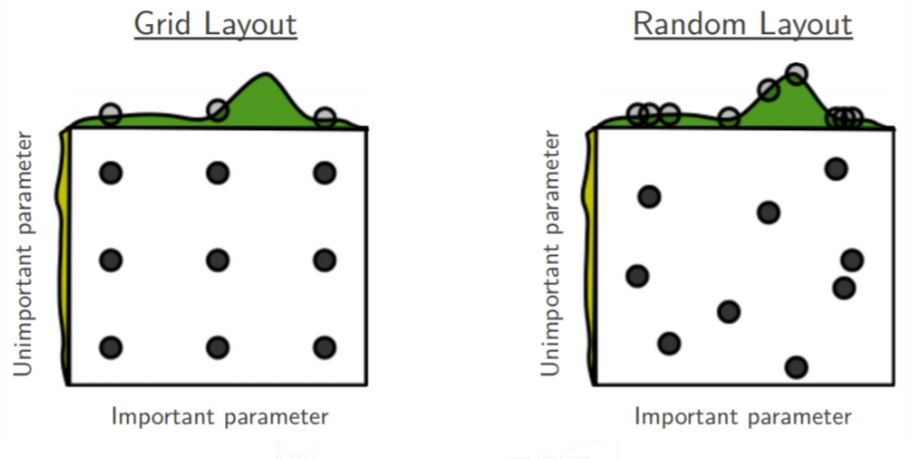 Grid Layout
Random Layout
Unimportant parameter
Important parameter
Unimportant parameter
Important parameter